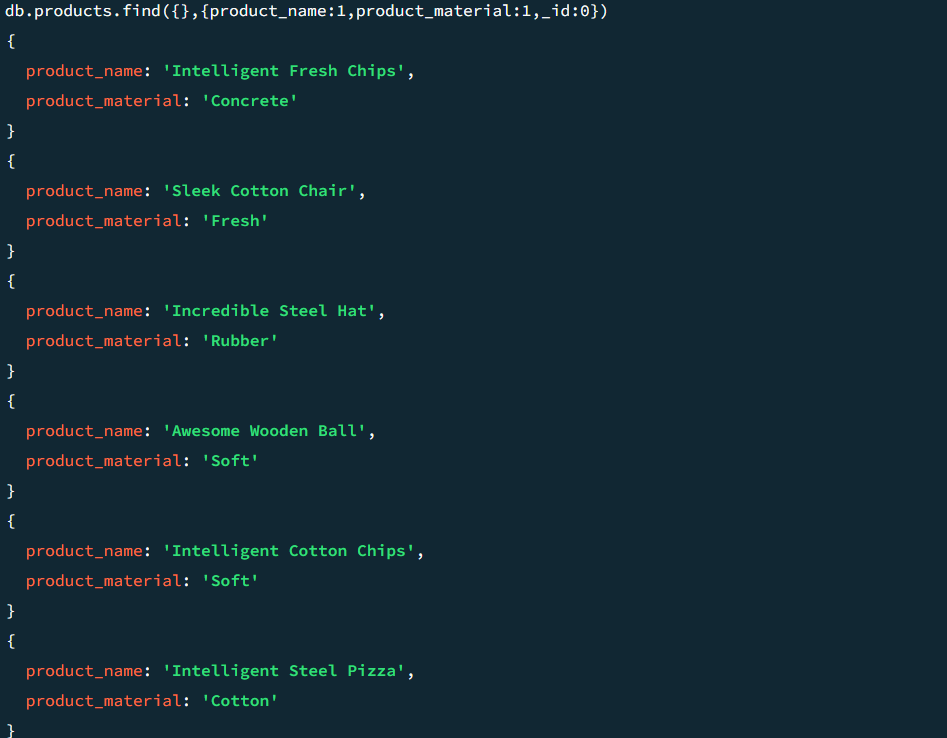 db.products.find({},{product_name:1,product_material:1,_id:0})
{
product_name: 'Intelligent Fresh Chips',
product_material: 'Concrete'
}
{
product_name: 'Sleek Cotton Chair',
product_material: 'Fresh'
}
{
product_name: 'Incredible Steel Hat',
product_material: 'Rubber'
}
{
product_name: 'Awesome Wooden Ball',
product_material: 'Soft'
}
{
product_name: 'Intelligent Cotton Chips',
product_material: 'Soft'
}
{
product_name: 'Intelligent Steel Pizza',
product_material: 'Cotton'
}